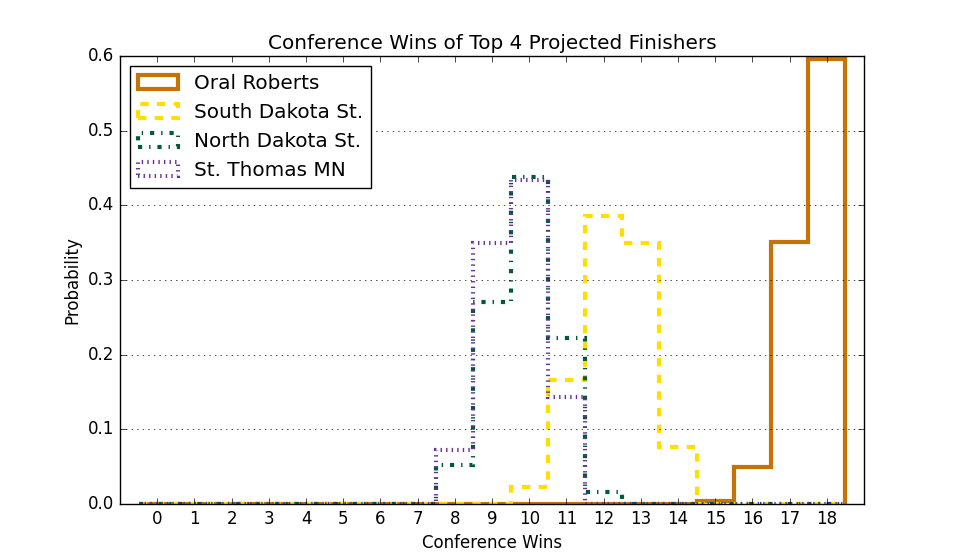 Conference Wins of Top 4 Projected Finishers
0.6
Oral Roberts
South Dakota St.
North Dakota St.
St. Thomas MN
0.5
0.4
0.3
0.2
0.1
0.0
Probability
0 1 2 3 4 5 6 7 8 9 10 11 12 13 14 15 16 17 18
Conference Wins